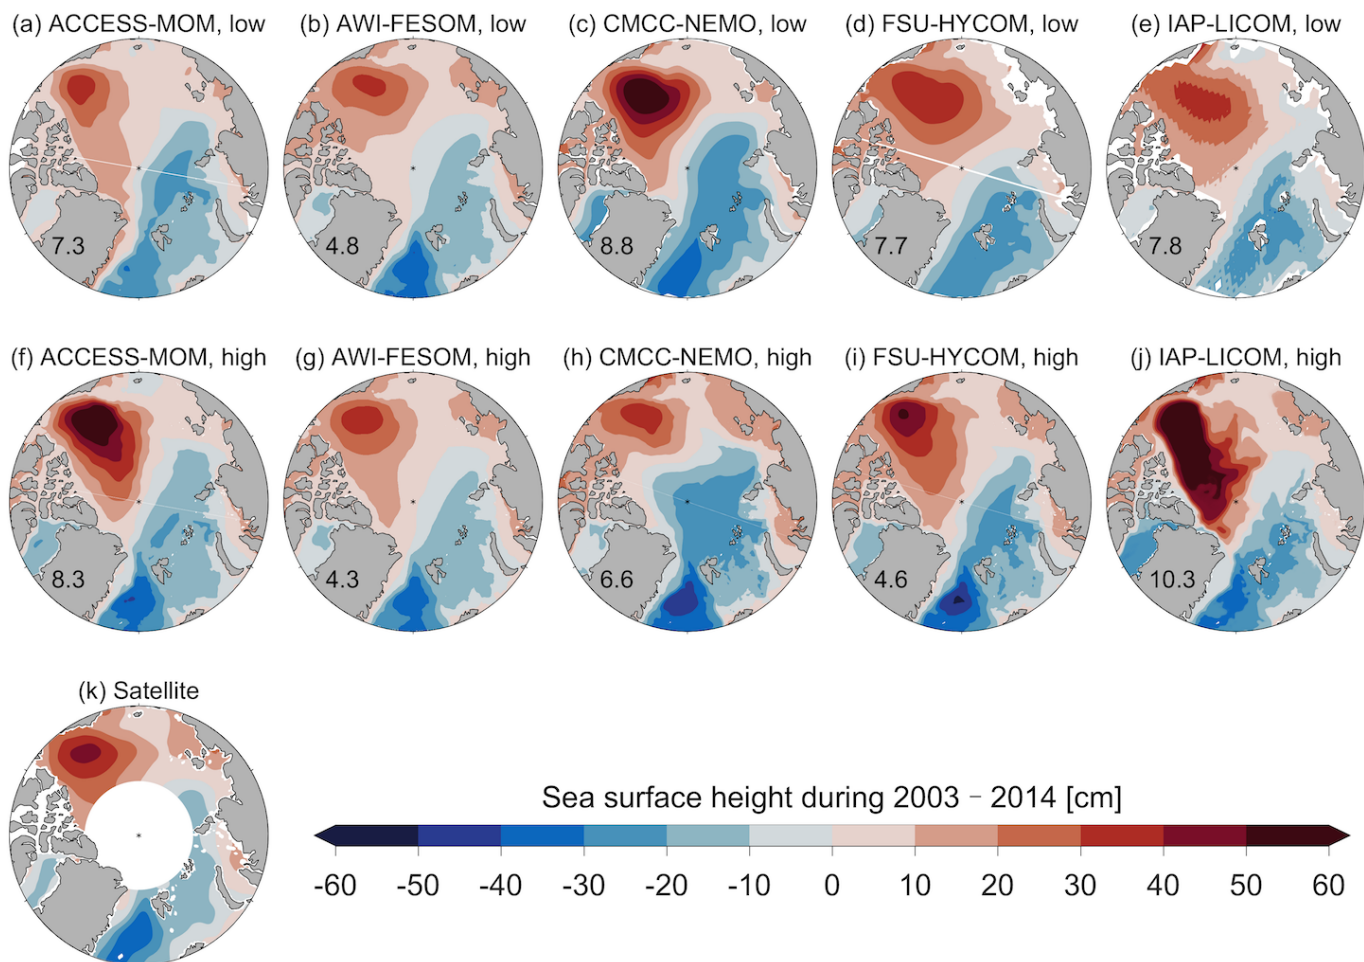 (a) ACCESS-MOM, low
(b) AWI-FESOM, low
(c) CMCC-NEMO, low
(d) FSU-HYCOM, low
(e) IAP-LICOM, low
7.3
4.8
8.8
7.7
7.8
(f) ACCESS-MOM, high
(g) AWI-FESOM, high
(h) CMCC-NEMO, high
(i) FSU-HYCOM, high
(j) IAP-LICOM, high
8.3
4.3
6.6
4.6
10.3
(k) Satellite
Sea surface height during 2003 – 2014 [cm]
-60 -50 -40 -30 -20 -10 0 10 20 30 40 50 60